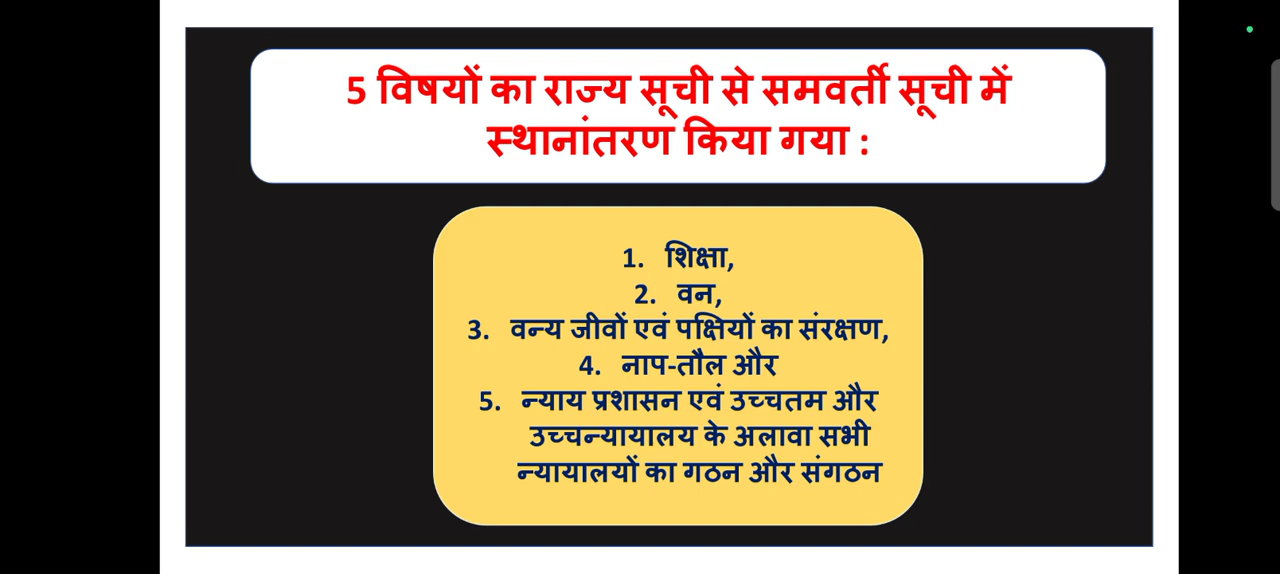 5 विषयों का राज्य सूची से समवर्ती सूची में
स्थानांतरण किया गया :
1. शिक्षा,
2. वन,
3. वन्य जीवों एवं पक्षियों का संरक्षण,
4. नाप-तौल और
5. न्याय प्रशासन एवं उच्चतम और
उच्चन्यायालय के अलावा सभी
न्यायालयों का गठन और संगठन